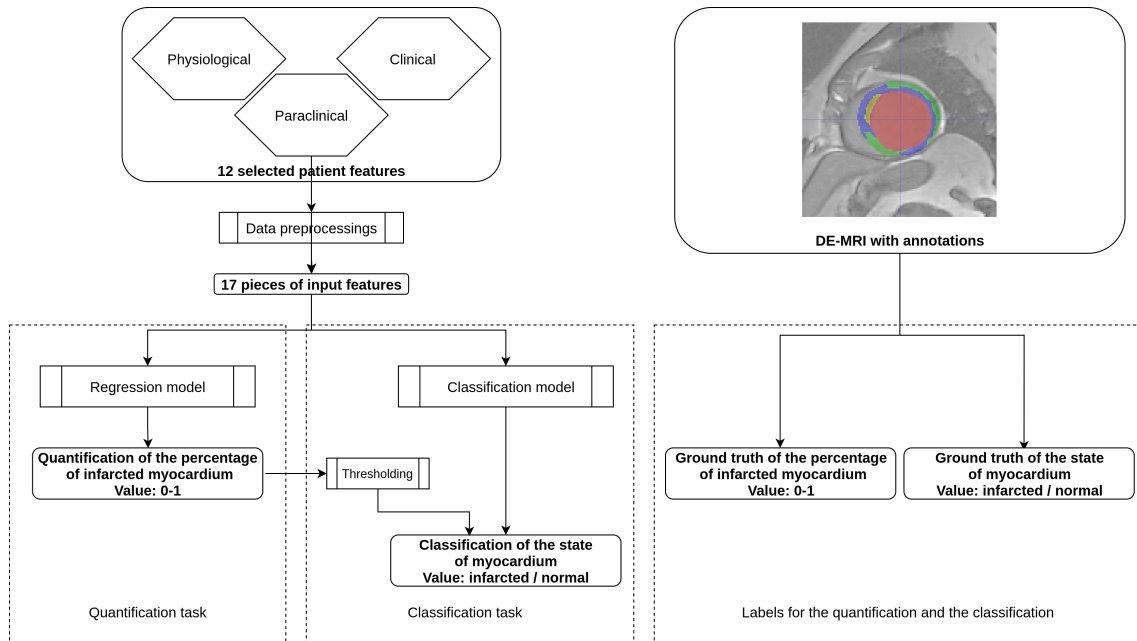 Physiological
Clinical
Paraclinical
12 selected patient features
Data preprocessings
17 pieces of input features
Regression model
Classification model
Quantification of the percentage
of infarcted myocardium
Value: 0-1
Thresholding
Classification of the state
of myocardium
Value: infarcted / normal
Quantification task
Classification task
DE-MRI with annotations
Ground truth of the percentage
of infarcted myocardium
Value: 0-1
Ground truth of the state
of myocardium
Value: infarcted / normal
Labels for the quantification and the classification